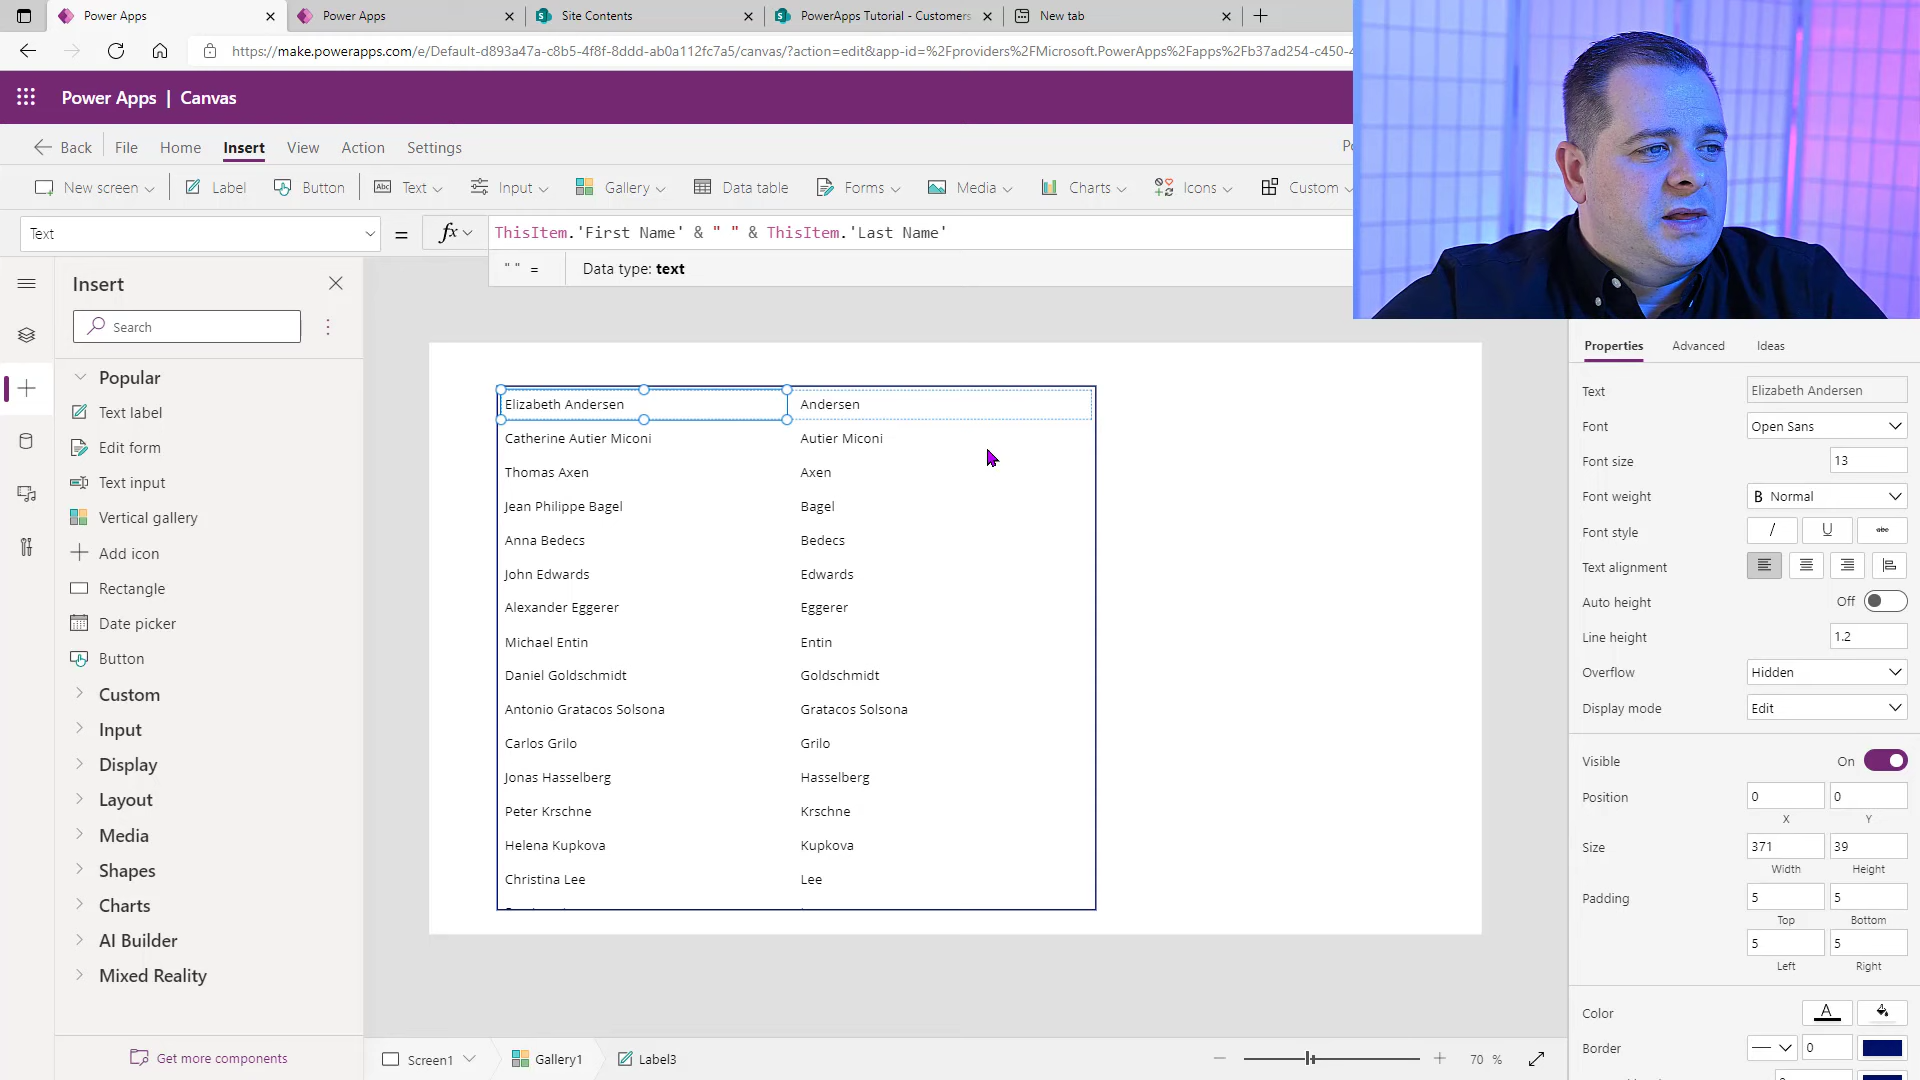 Power Apps
Power Apps
Site Contents
PowerApps Tutorial - Customers
New tab
https://make.powerapps.com/e/Default-d893a47a-c8b5-4f8f-8ddd-ab0a112fc7a5/canvas/?action=edit&app-id=%2Fproviders%2FMicrosoft.PowerApps%2Fapps%2Fb37ad254-c450-4
Power Apps | Canvas
Back File Home Insert View Action Settings
New screen Label Button Text Input Gallery Data table Forms Media Charts Icons Custom
Text = fx ThisItem.'First Name' & " " & ThisItem.'Last Name'
" " = Data type: text
Insert
Search
Popular
Text label
Edit form
Text input
Vertical gallery
Add icon
Rectangle
Date picker
Button
Custom
Input
Display
Layout
Media
Shapes
Charts
AI Builder
Mixed Reality
Get more components
Elizabeth Andersen Andersen
Catherine Autier Miconi Autier Miconi
Thomas Axen Axen
Jean Philippe Bagel Bagel
Anna Bedecs Bedecs
John Edwards Edwards
Alexander Eggerer Eggerer
Michael Entin Entin
Daniel Goldschmidt Goldschmidt
Antonio Gratacos Solsona Gratacos Solsona
Carlos Grilo Grilo
Jonas Hasselberg Hasselberg
Peter Krschne Krschne
Helena Kupkova Kupkova
Christina Lee Lee
Screen1 Gallery1 Label3
70 %
Properties Advanced Ideas
Text Elizabeth Andersen
Font Open Sans
Font size 13
Font weight B Normal
Font style / U abc
Text alignment
Auto height Off
Line height 1.2
Overflow Hidden
Display mode Edit
Visible On
Position 0 0
X Y
Size 371 39
Width Height
Padding 5 5
Top Bottom
5 5
Left Right
Color A
Border 0